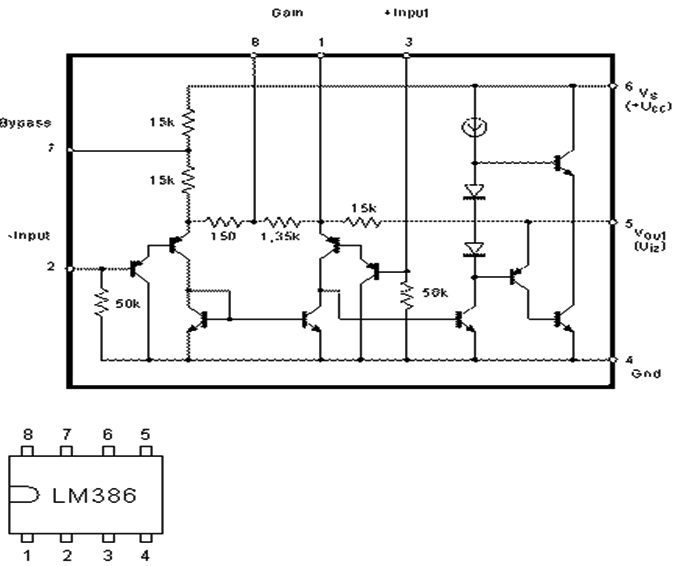 Gain +Input
8 1 3
6 Vs
(+Ucc)
15k
Bypass
7
15k
15k
150 1,35k
5
Vout
(Uiz)
-Input
2
50k
50k
4
Gnd
8 7 6 5
LM386
1 2 3 4